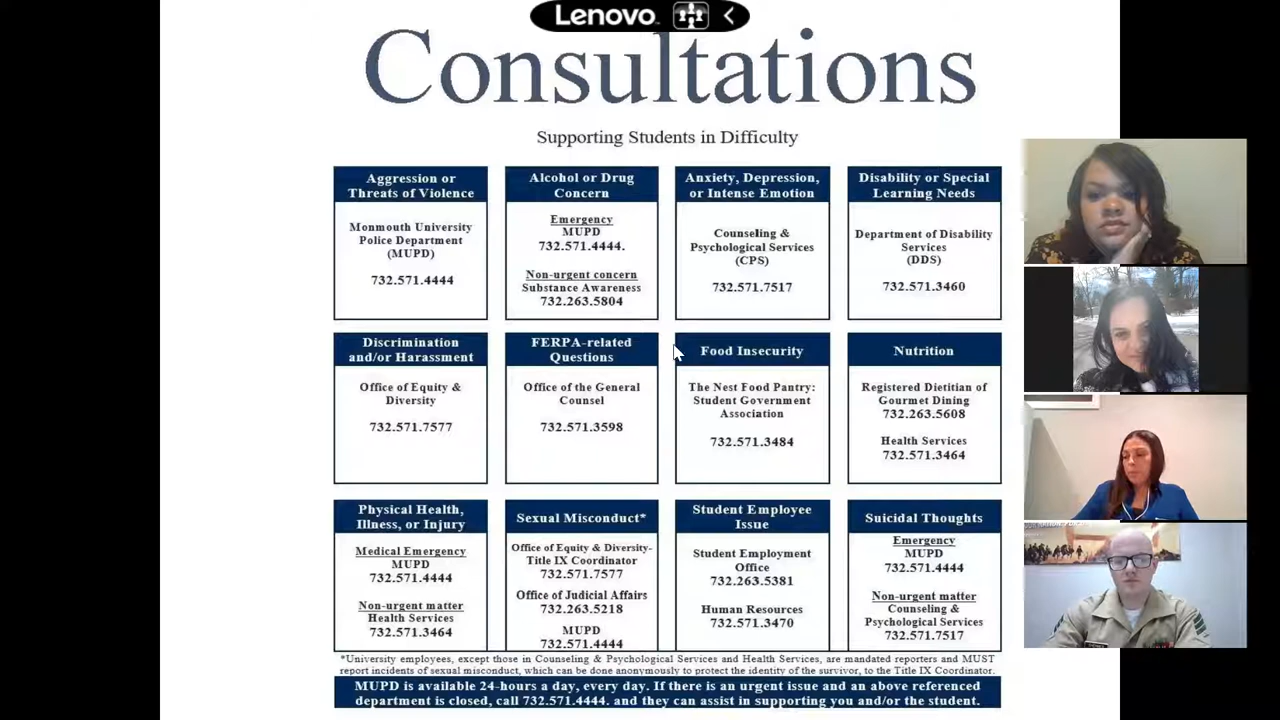 Lenovo
Consultations
Supporting Students in Difficulty
Aggression or
Threats of Violence
Monmouth University
Police Department
(MUPD)
732.571.4444
Alcohol or Drug
Concern
Emergency
MUPD
732.571.4444.
Non-urgent concern
Substance Awareness
732.263.5804
Anxiety, Depression,
or Intense Emotion
Counseling &
Psychological Services
(CPS)
732.571.7517
Disability or Special
Learning Needs
Department of Disability
Services
(DDS)
732.571.3460
Discrimination
and/or Harassment
Office of Equity &
Diversity
732.571.7577
FERPA-related
Questions
Office of the General
Counsel
732.571.3598
Food Insecurity
The Nest Food Pantry:
Student Government
Association
732.571.3484
Nutrition
Registered Dietitian of
Gourmet Dining
732.263.5608
Health Services
732.571.3464
Physical Health,
Illness, or Injury
Medical Emergency
MUPD
732.571.4444
Non-urgent matter
Health Services
732.571.3464
Sexual Misconduct*
Office of Equity & Diversity-
Title IX Coordinator
732.571.7577
Office of Judicial Affairs
732.263.5218
MUPD
732.571.4444
Student Employee
Issue
Student Employment
Office
732.263.5381
Human Resources
732.571.3470
Suicidal Thoughts
Emergency
MUPD
732.571.4444
Non-urgent matter
Counseling &
Psychological Services
732.571.7517
*University employees, except those in Counseling & Psychological Services and Health Services, are mandated reporters and MUST
report incidents of sexual misconduct, which can be done anonymously to protect the identity of the survivor, to the Title IX Coordinator.
MUPD is available 24-hours a day, every day. If there is an urgent issue and an above referenced
department is closed, call 732.571.4444. and they can assist in supporting you and/or the student.